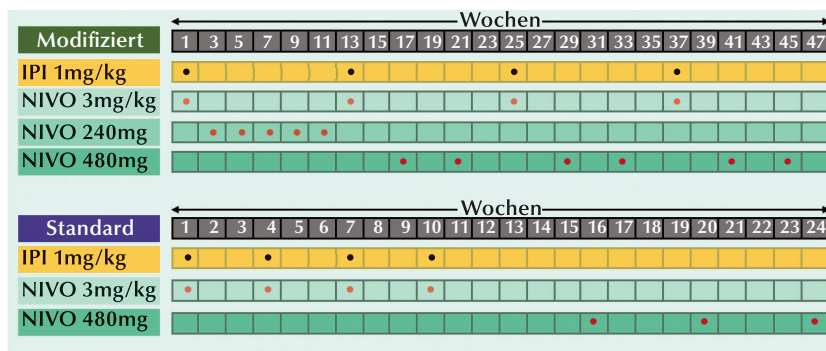 Wochen
Modifiziert 1 3 5 7 9 11 13 15 17 19 21 23 25 27 29 31 33 35 37 39 41 43 45 47
IPI 1mg/kg
NIVO 3mg/kg
NIVO 240mg
NIVO 480mg
Wochen
Standard 1 2 3 4 5 6 7 8 9 10 12 13 14 27 15 16 17 18 19 20 21 22 23 24
IPI 1mg/kg
NIVO 3mg/kg
NIVO 480mg